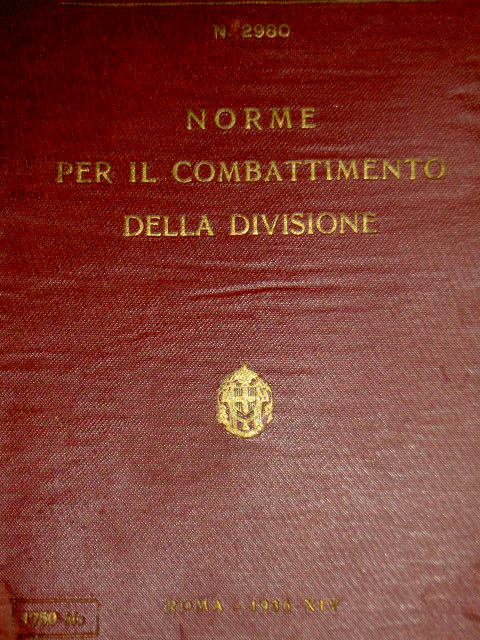 N. 2980
NORME
PER IL COMBATTIMENTO
DELLA DIVISIONE
ROMA - 1936 - XIV